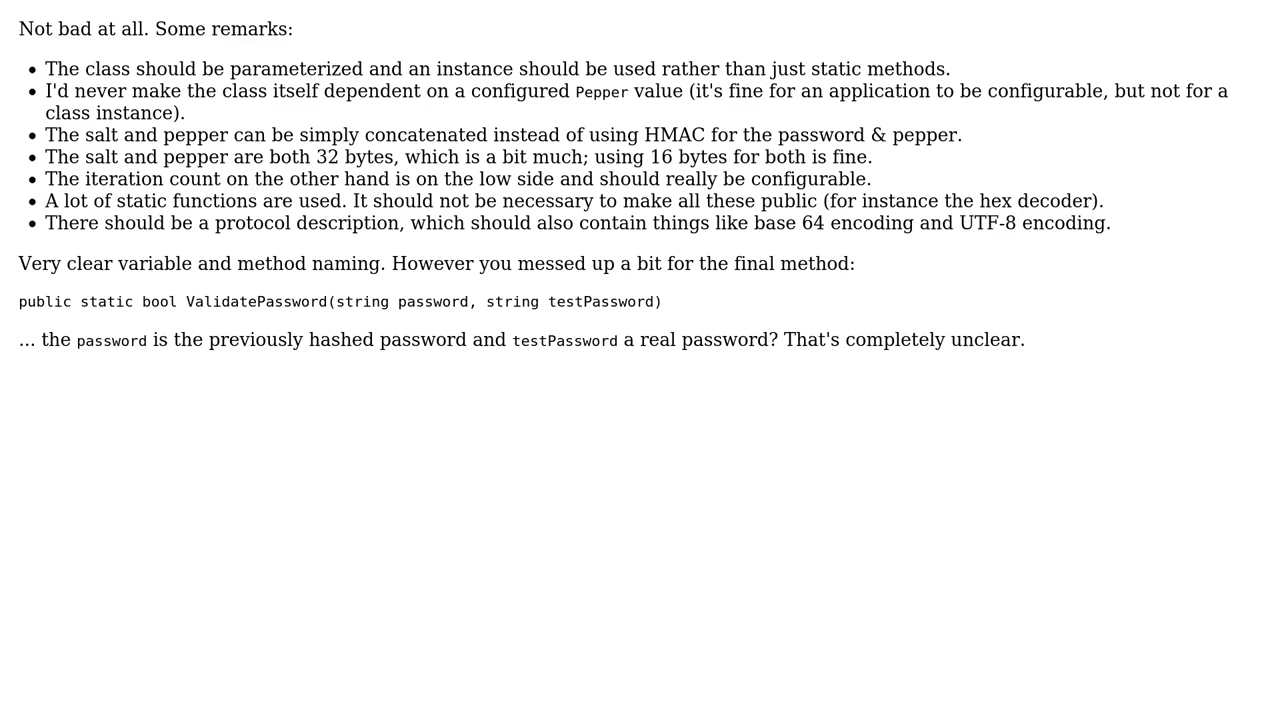 Not bad at all. Some remarks:
• The class should be parameterized and an instance should be used rather than just static methods.
• I'd never make the class itself dependent on a configured Pepper value (it's fine for an application to be configurable, but not for a
class instance).
• The salt and pepper can be simply concatenated instead of using HMAC for the password & pepper.
• The salt and pepper are both 32 bytes, which is a bit much; using 16 bytes for both is fine.
• The iteration count on the other hand is on the low side and should really be configurable.
• A lot of static functions are used. It should not be necessary to make all these public (for instance the hex decoder).
• There should be a protocol description, which should also contain things like base 64 encoding and UTF-8 encoding.
Very clear variable and method naming. However you messed up a bit for the final method:
public static bool ValidatePassword(string password, string testPassword)
... the password is the previously hashed password and testPassword a real password? That's completely unclear.